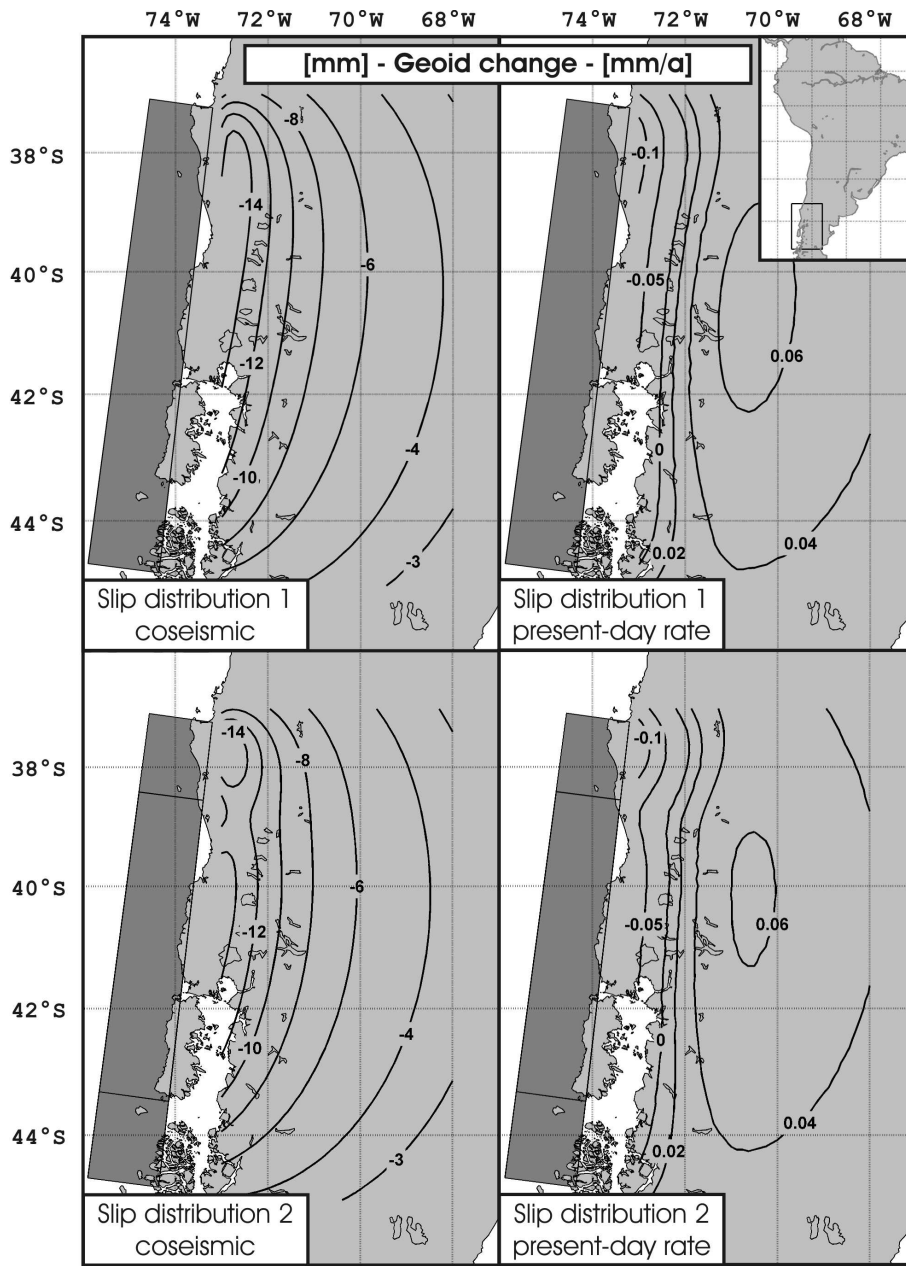 74°W 72°W 70°W 68°W 74°W 72°W 70°W 68°W
[mm] - Geoid change - [mm/a]
38°S
40°S
42°S
44°S
-8
-14
-6
-12
-4
-10
-3
Slip distribution 1
coseismic
-0.1
-0.05
0.06
0
0.02
0.04
Slip distribution 1
present-day rate
38°S
40°S
42°S
44°S
-14
-8
-6
-12
-4
-10
-3
Slip distribution 2
coseismic
-0.1
-0.05
0.06
0
0.04
0.02
Slip distribution 2
present-day rate